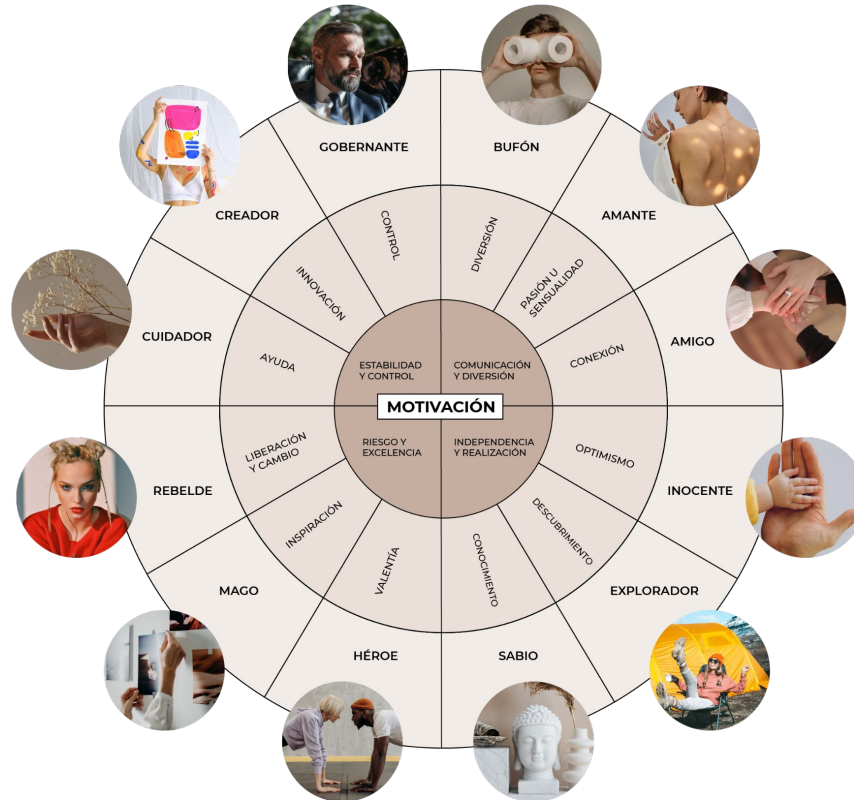 GOBERNANTE
BUFÓN
CREADOR
AMANTE
CONTROL
DIVERSIÓN
INNOVACIÓN
PASIÓN U
SENSUALIDAD
CUIDADOR
AMIGO
AYUDA
CONEXIÓN
ESTABILIDAD
Y CONTROL
COMUNICACIÓN
Y DIVERSIÓN
MOTIVACIÓN
RIESGO Y
EXCELENCIA
INDEPENDENCIA
Y REALIZACIÓN
LIBERACIÓN
Y CAMBIO
OPTIMISMO
REBELDE
INOCENTE
INSPIRACIÓN
DESCUBRIMIENTO
VALENTÍA
CONOCIMIENTO
MAGO
EXPLORADOR
HÉROE
SABIO